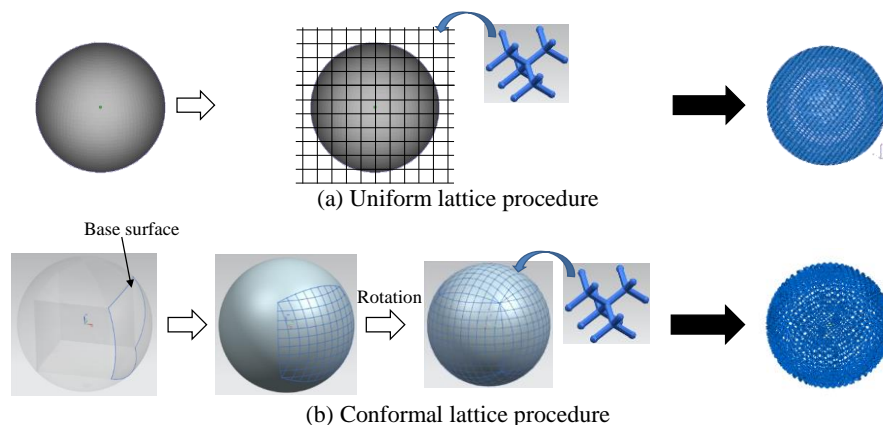 (a) Uniform lattice procedure
Base surface
Rotation
(b) Conformal lattice procedure